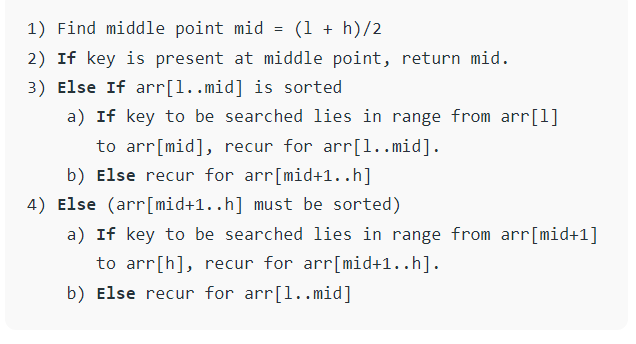 1) Find middle point mid = (l + h)/2
2) If key is present at middle point, return mid.
3) Else If arr[l..mid] is sorted
a) If key to be searched lies in range from arr[l]
to arr[mid], recur for arr[l..mid].
b) Else recur for arr[mid+1..h]
4) Else (arr[mid+1..h] must be sorted)
a) If key to be searched lies in range from arr[mid+1]
to arr[h], recur for arr[mid+1..h].
b) Else recur for arr[l..mid]